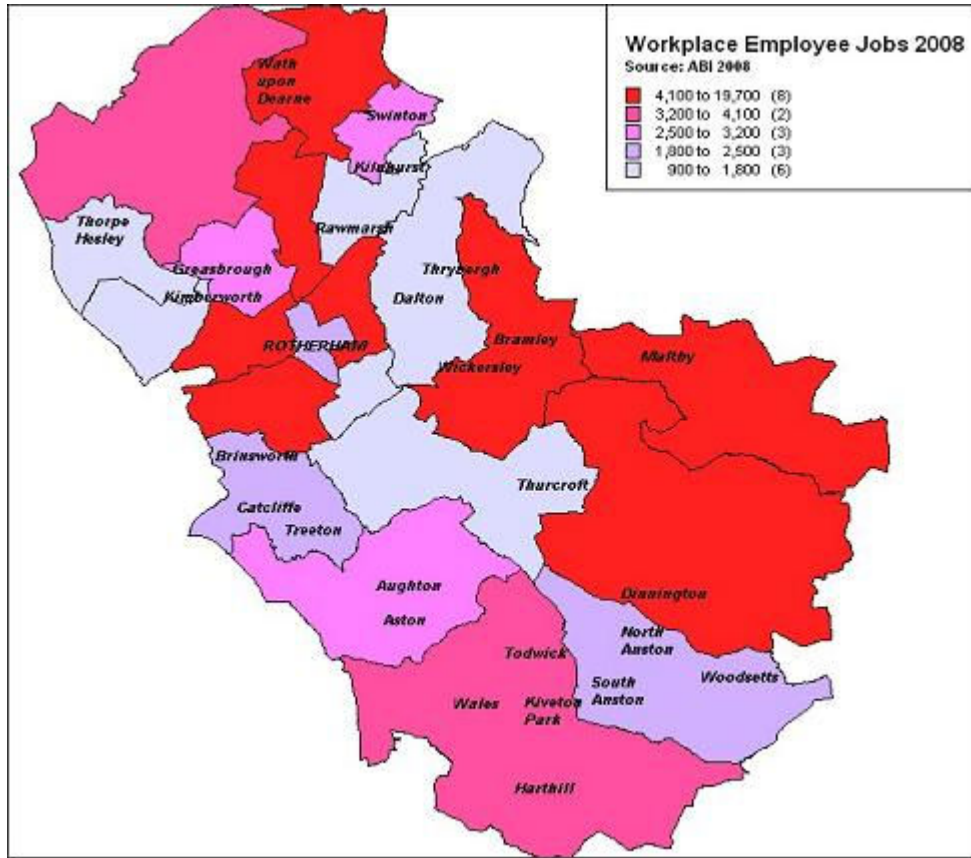 Workplace Employee Jobs 2008
Source: ABI 2008
4,100 to 19,700 (8)
3,200 to 4,100 (2)
2,500 to 3,200 (3)
1,800 to 2,500 (3)
900 to 1,800 (6)
Wath
upon
Dearne
Swinton
Kilnhurst
Thorpe
Hesley
Rawmarsh
Greasbrough
Thrybergh
Kimberworth
Dalton
ROTHERHAM
Bramley
Maltby
Wickersley
Brinsworth
Thurcroft
Catcliffe
Treeton
Aughton
Dinnington
Aston
North
Anston
Todwick
Woodsetts
South
Anston
Wales
Kiveton
Park
Harthill